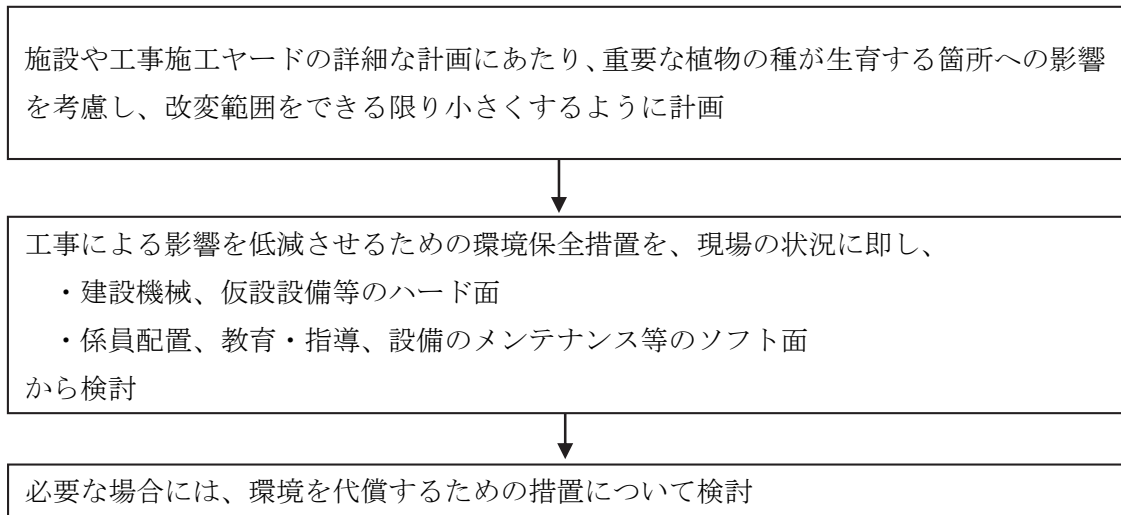 施設や工事施工ヤードの詳細な計画にあたり、重要な植物の種が生育する箇所への影響
を考慮し、改変範囲をできる限り小さくするように計画
工事による影響を低減させるための環境保全措置を、現場の状況に即し、
・建設機械、仮設設備等のハード面
・係員配置、教育・指導、設備のメンテナンス等のソフト面
から検討
必要な場合には、環境を代償するための措置について検討